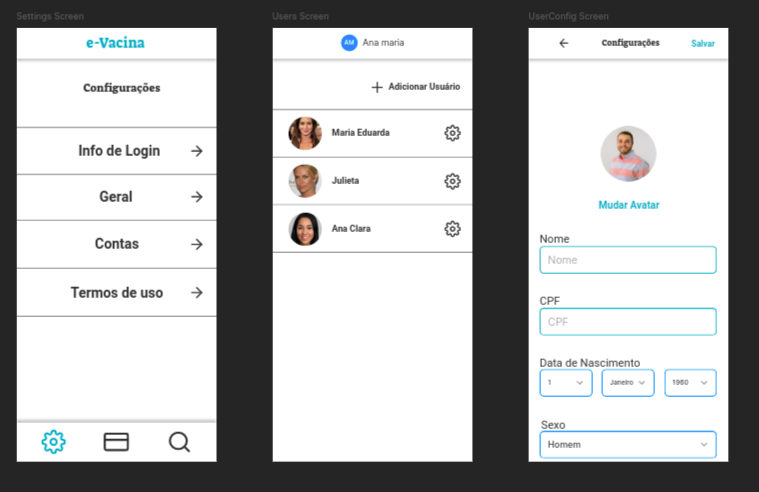 Settings Screen
e-Vacina
Configurações
Info de Login
Geral
Contas
Termos de uso
Users Screen
AM Ana maria
Adicionar Usuário
Maria Eduarda
Julieta
Ana Clara
UserConfig Screen
Configurações Salvar
Mudar Avatar
Nome
Nome
CPF
CPF
Data de Nascimento
1 Janeiro 1960
Sexo
Homem